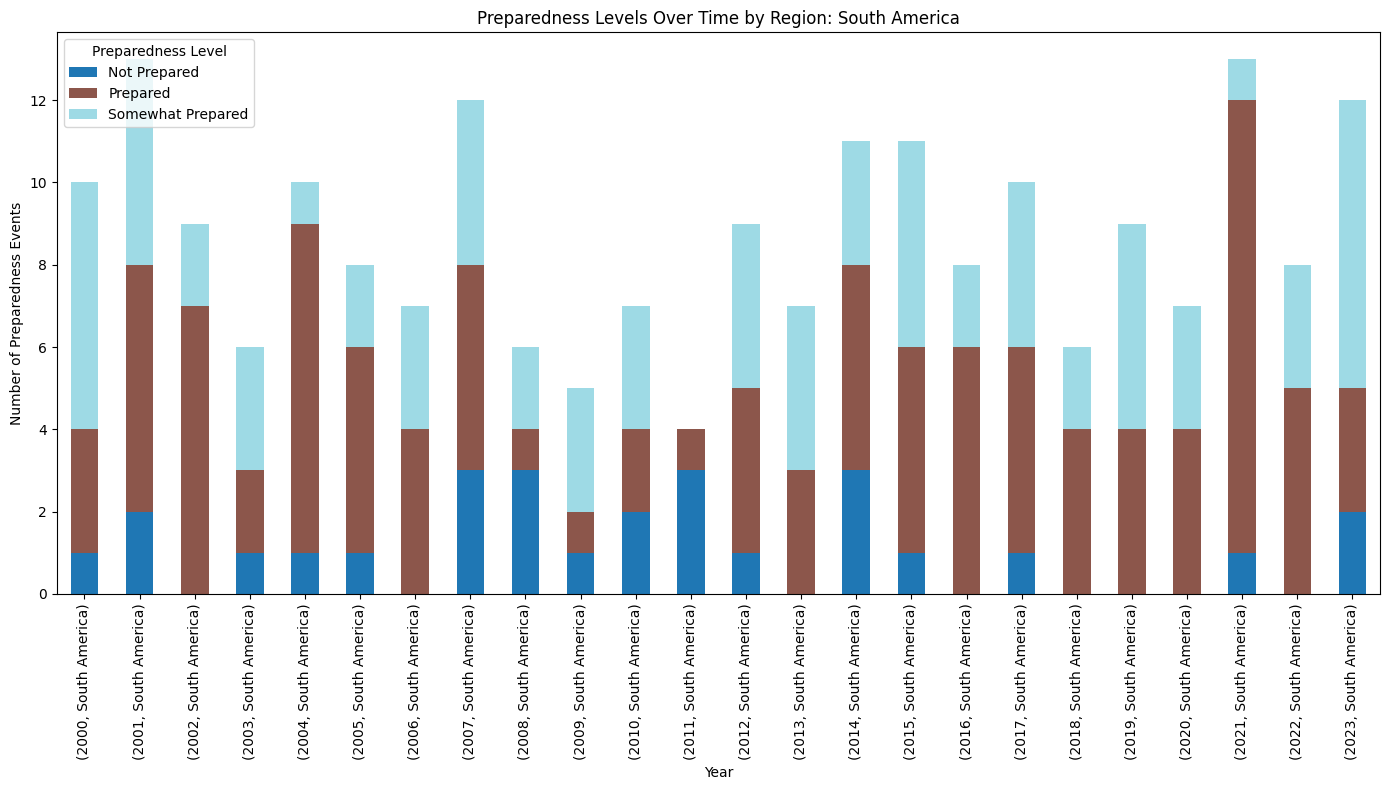 Preparedness Levels Over Time by Region: South America
Preparedness Level
Not Prepared
Prepared
Somewhat Prepared
Number of Preparedness Events
12
10
8
6
4
2
0
(2000, South America)
(2001, South America)
(2002, South America)
(2003, South America)
(2004, South America)
(2005, South America)
(2006, South America)
(2007, South America)
(2008, South America)
(2009, South America)
(2010, South America)
(2011, South America)
(2012, South America)
(2013, South America)
(2014, South America)
(2015, South America)
(2016, South America)
(2017, South America)
(2018, South America)
(2019, South America)
(2020, South America)
(2021, South America)
(2022, South America)
(2023, South America)
Year